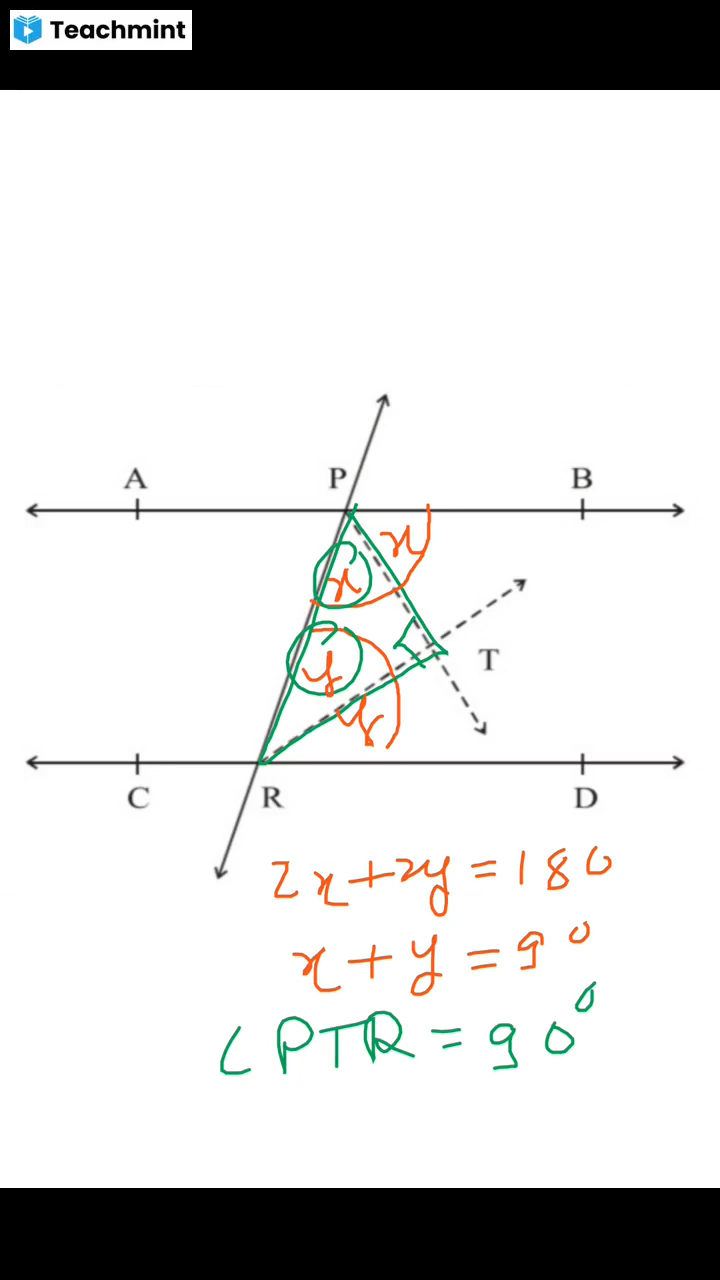 Teachmint
A P B
x
x
y
T
y
C R D
2x+2y=180
x+y=90
∠PTR=90°